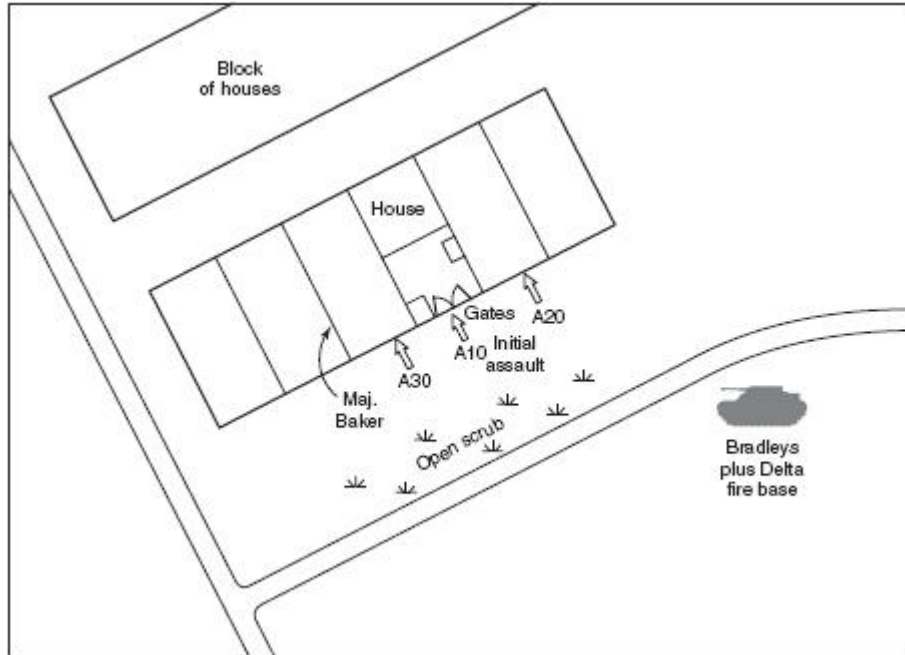 Block
of houses
House
Gates
A20
A10
Initial
assault
A30
Maj.
Baker
Open scrub
Bradleys
plus Delta
fire base